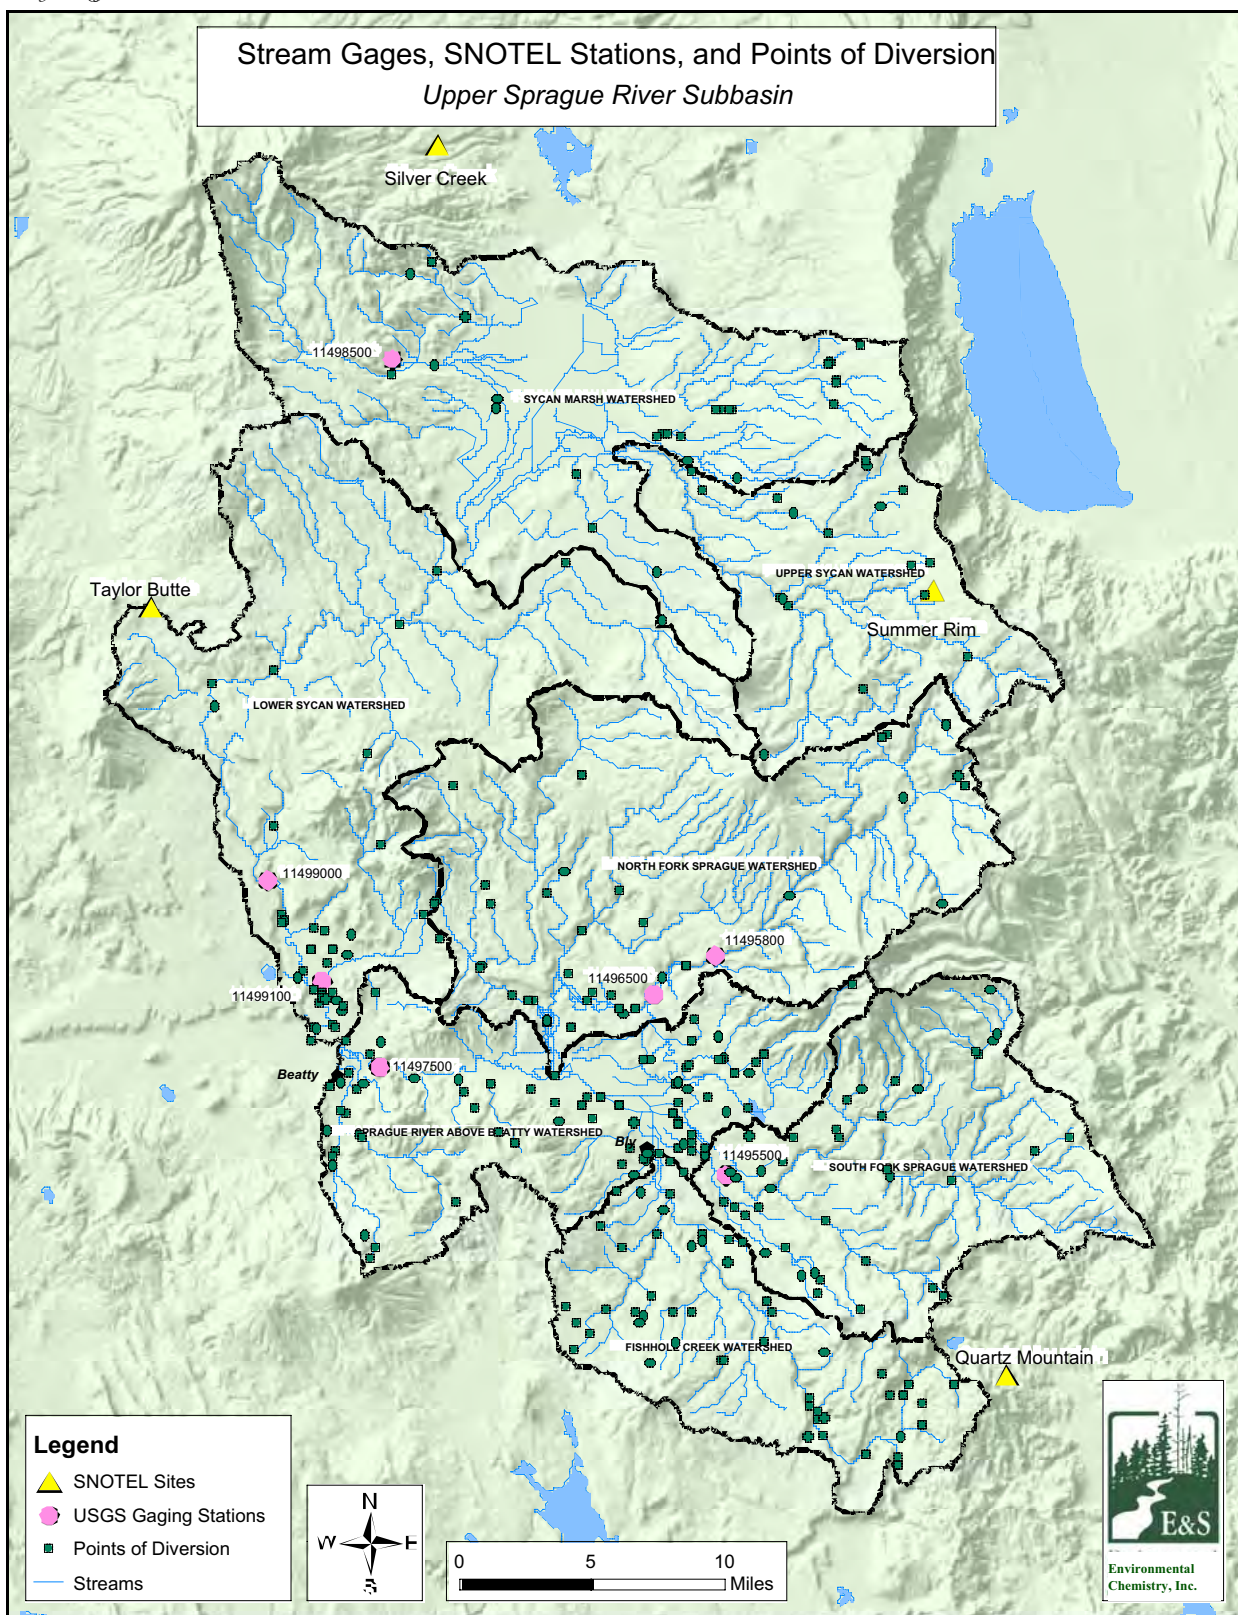 Stream Gages, SNOTEL Stations, and Points of Diversion
Upper Sprague River Subbasin
Silver Creek
11498500
SYCAN MARSH WATERSHED
UPPER SYCAN WATERSHED
Taylor Butte
Summer Rim
LOWER SYCAN WATERSHED
NORTH FORK SPRAGUE WATERSHED
11499000
11495800
11496500
11499100
11497500
Beatty
SPRAGUE RIVER ABOVE BEATTY WATERSHED
Bly
11495500
SOUTH FORK SPRAGUE WATERSHED
FISHHOLE CREEK WATERSHED
Quartz Mountain
Legend
SNOTEL Sites
USGS Gaging Stations
Points of Diversion
Streams
N
W E
S
0 5 10
Miles
E&S
Environmental
Chemistry, Inc.